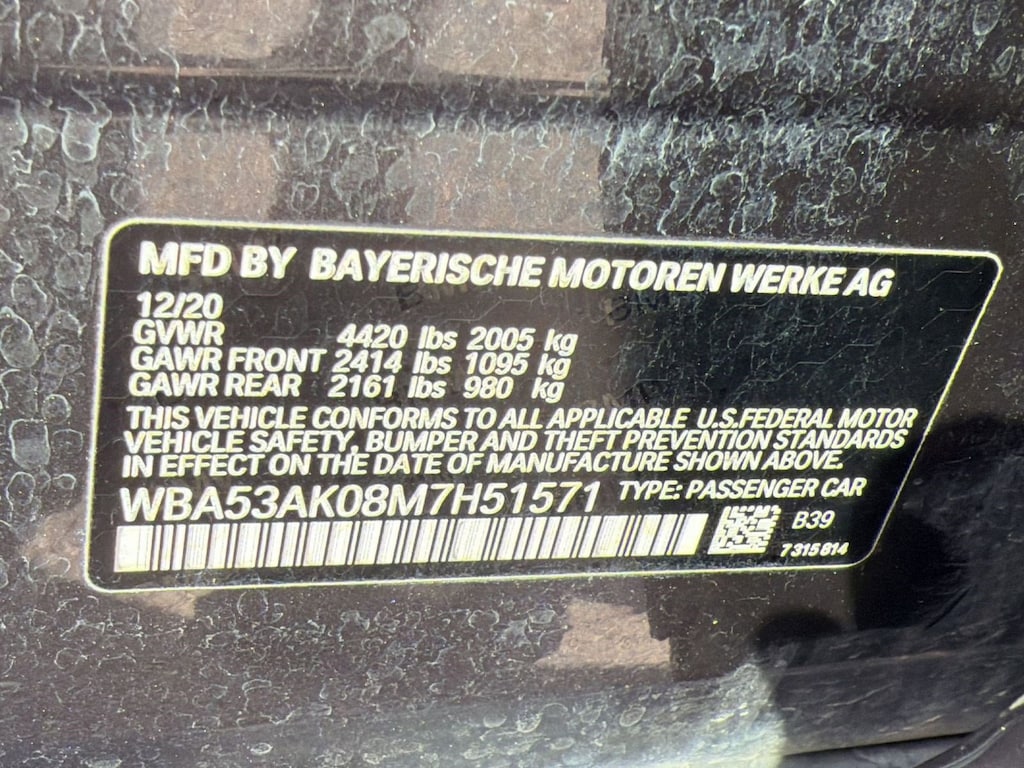 MFD BY BAYERISCHE MOTOREN WERKE AG
12/20
GVWR 4420 lbs 2005 kg
GAWR FRONT 2414 lbs 1095 kg
GAWR REAR 2161 lbs 980 kg
THIS VEHICLE CONFORMS TO ALL APPLICABLE U.S.FEDERAL MOTOR
VEHICLE SAFETY, BUMPER AND THEFT PREVENTION STANDARDS
IN EFFECT ON THE DATE OF MANUFACTURE SHOWN ABOVE.
WBA53AK08M7H51571 TYPE: PASSENGER CAR
B39
7315814